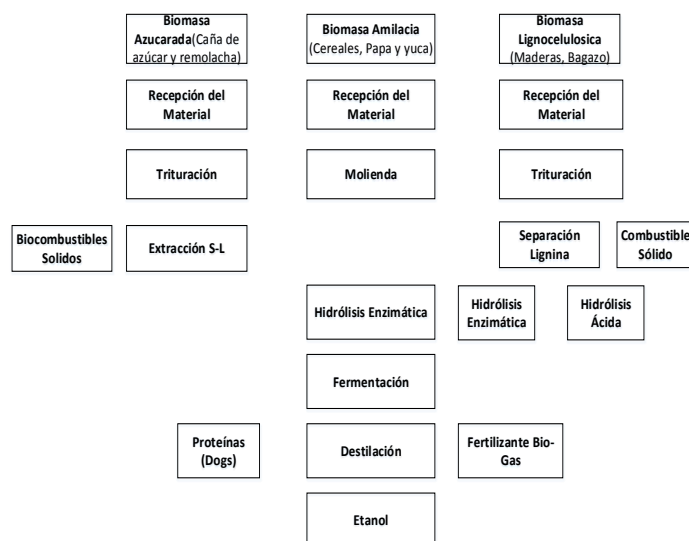 Biomasa
Azucarada(Caña de
azúcar y remolacha)
Biomasa Amilacia
(Cereales, Papa y yuca)
Biomasa
Lignocelulosica
(Maderas, Bagazo)
Recepción del
Material
Recepción del
Material
Recepción del
Material
Trituración
Molienda
Trituración
Biocombustibles
Solidos
Extracción S-L
Separación
Lignina
Combustible
Sólido
Hidrólisis Enzimática
Hidrólisis
Enzimática
Hidrólisis
Ácida
Fermentación
Proteínas
(Dogs)
Destilación
Fertilizante Bio-
Gas
Etanol